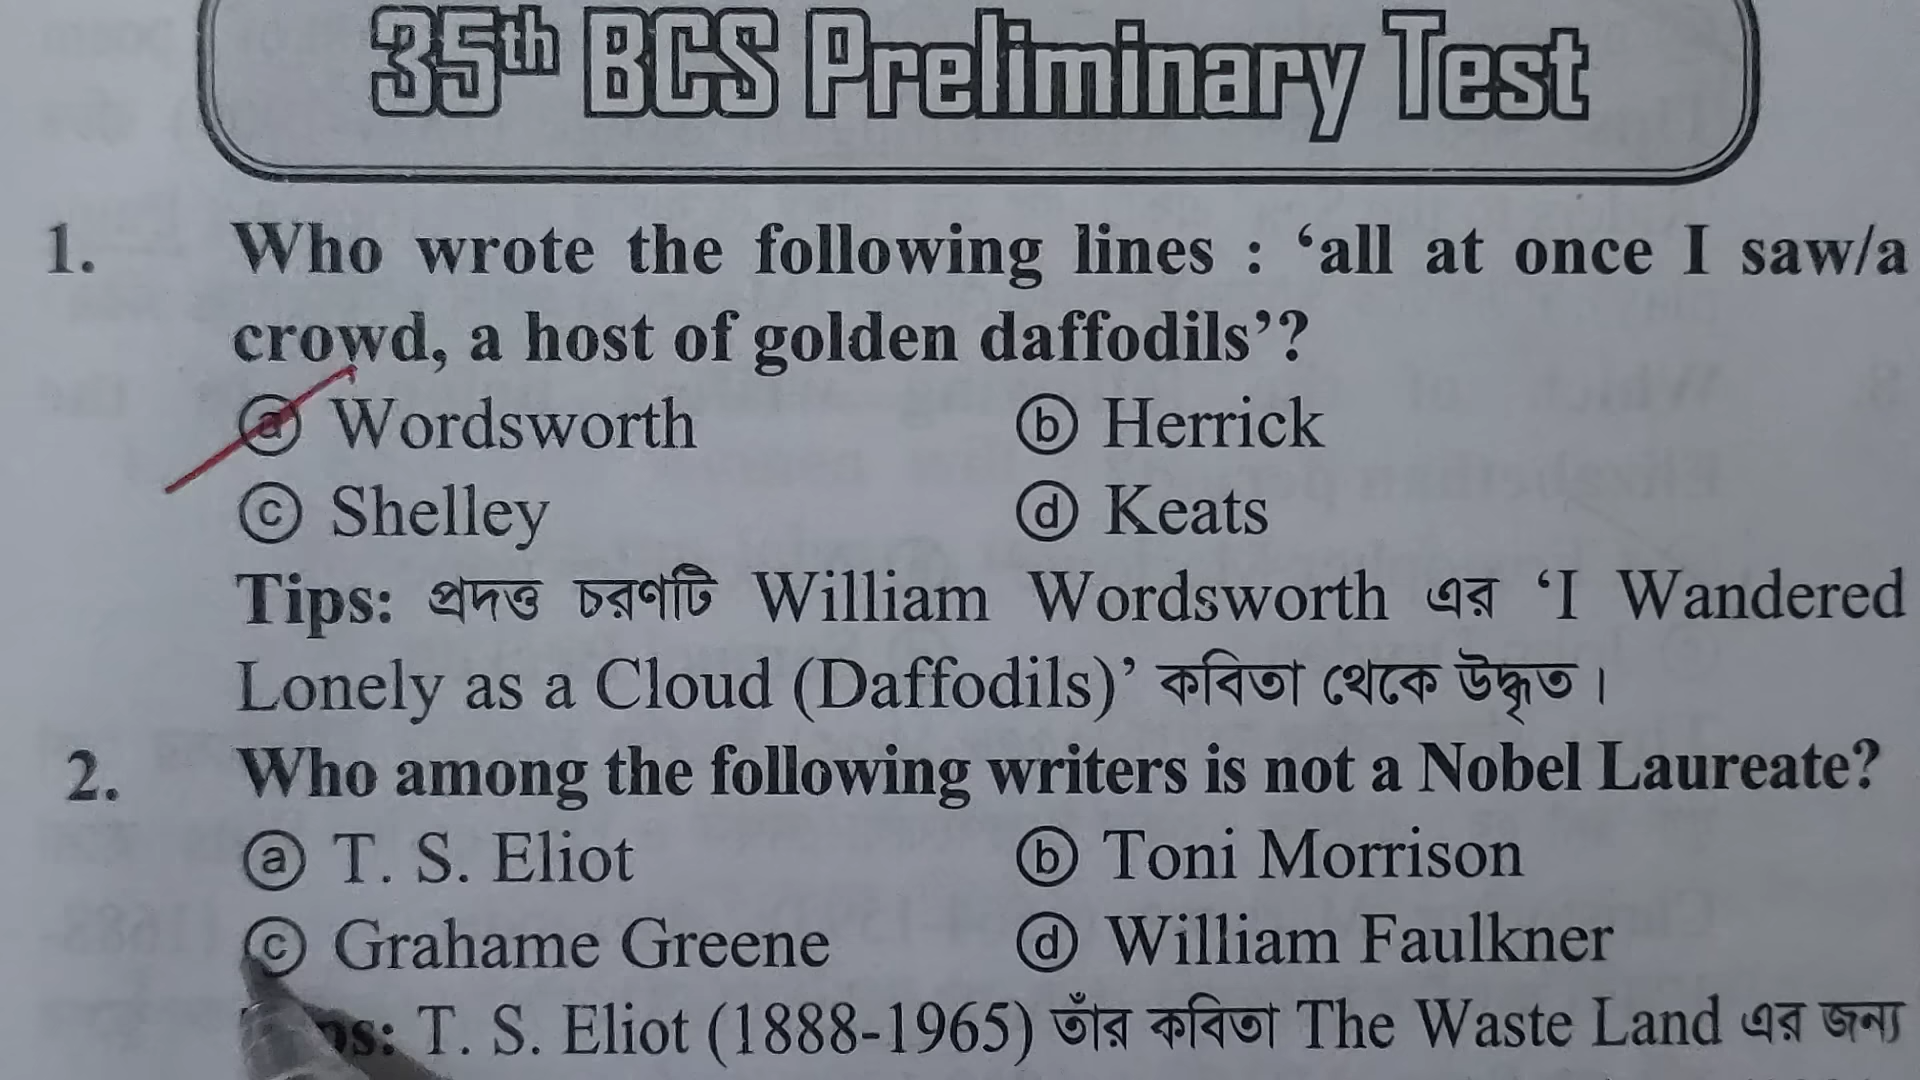 35th BCS Preliminary Test
1. Who wrote the following lines : ‘all at once I saw/a
crowd, a host of golden daffodils’?
ⓐ Wordsworth ⓑ Herrick
ⓒ Shelley ⓓ Keats
Tips: প্রদত্ত চরণটি William Wordsworth এর ‘I Wandered
Lonely as a Cloud (Daffodils)’ কবিতা থেকে উদ্ধৃত।
2. Who among the following writers is not a Nobel Laureate?
ⓐ T. S. Eliot ⓑ Toni Morrison
ⓒ Grahame Greene ⓓ William Faulkner
T. S. Eliot (1888-1965) তাঁর কবিতা The Waste Land এর জন্য